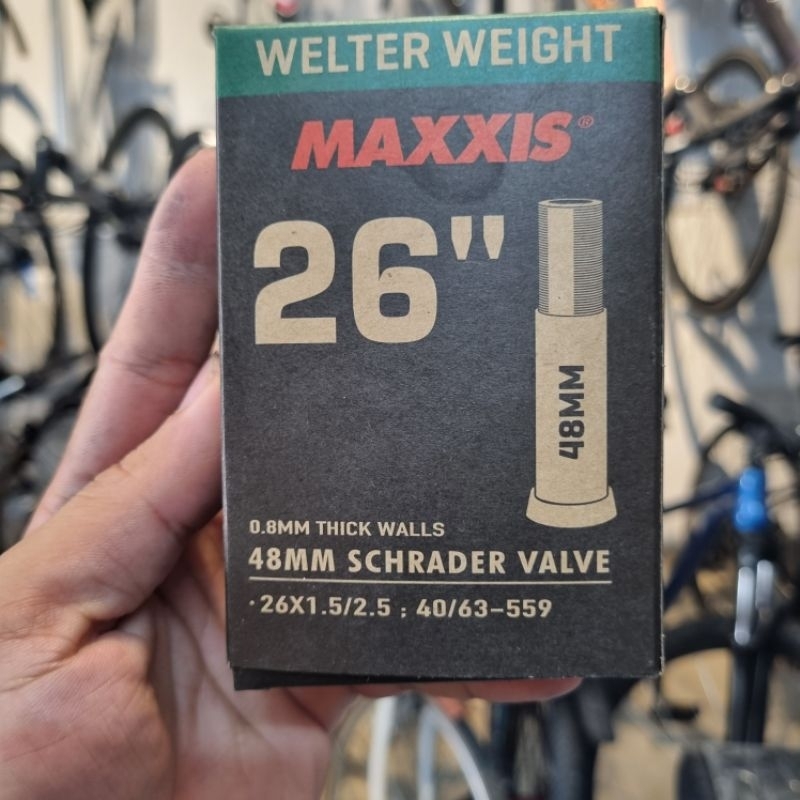 WELTER WEIGHT
MAXXIS®
26"
48MM
0.8MM THICK WALLS
48MM SCHRADER VALVE
·26X1.5/2.5 ; 40/63-559